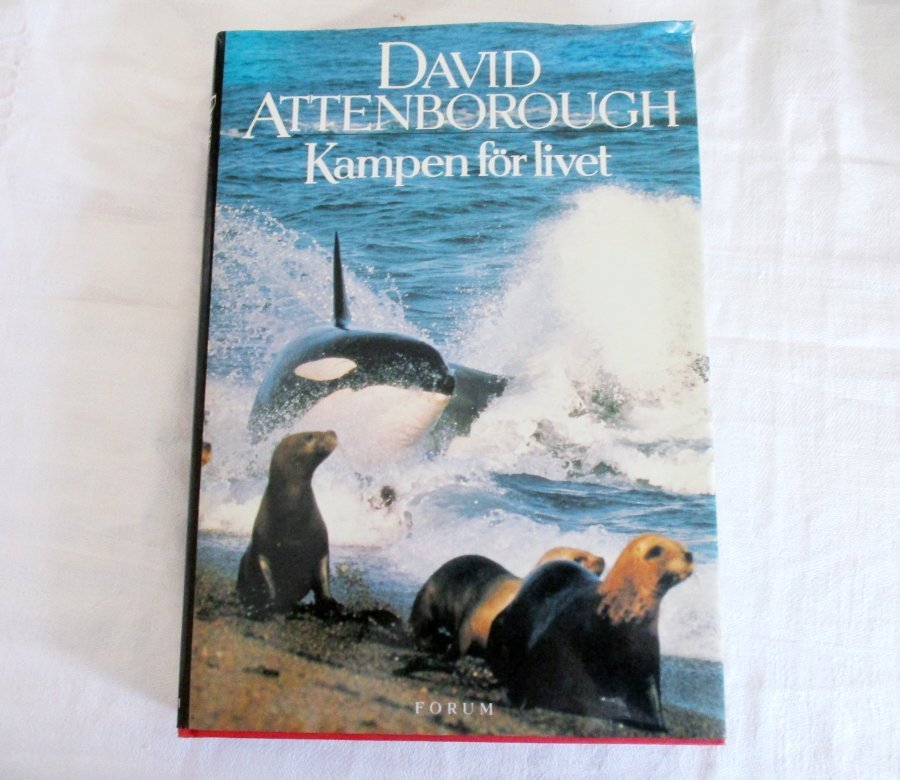 DAVID
ATTENBOROUGH
Kampen för livet
FORUM